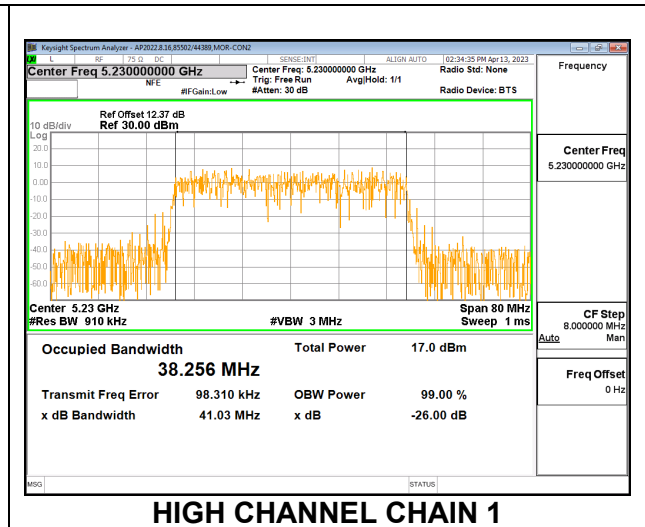 Keysight Spectrum Analyzer - AP2022.8.16,85502/44389,MOR-CON2
L RF 75 Ω DC SENSE:INT ALIGN AUTO 02:34:35 PM Apr 13, 2023
Center Freq 5.230000000 GHz
NFE
#IFGain:Low
Center Freq: 5.230000000 GHz
Trig: Free Run Avg|Hold: 1/1
#Atten: 30 dB
Radio Std: None
Radio Device: BTS
Frequency
Ref Offset 12.37 dB
10 dB/div Ref 30.00 dBm
Log
20.0
10.0
0.00
-10.0
-20.0
-30.0
-40.0
-50.0
-60.0
Center 5.23 GHz Span 80 MHz
#Res BW 910 kHz #VBW 3 MHz Sweep 1 ms
Center Freq
5.230000000 GHz
CF Step
8.000000 MHz
Auto Man
Freq Offset
0 Hz
Occupied Bandwidth Total Power 17.0 dBm
38.256 MHz
Transmit Freq Error 98.310 kHz OBW Power 99.00 %
x dB Bandwidth 41.03 MHz x dB -26.00 dB
MSG STATUS
HIGH CHANNEL CHAIN 1